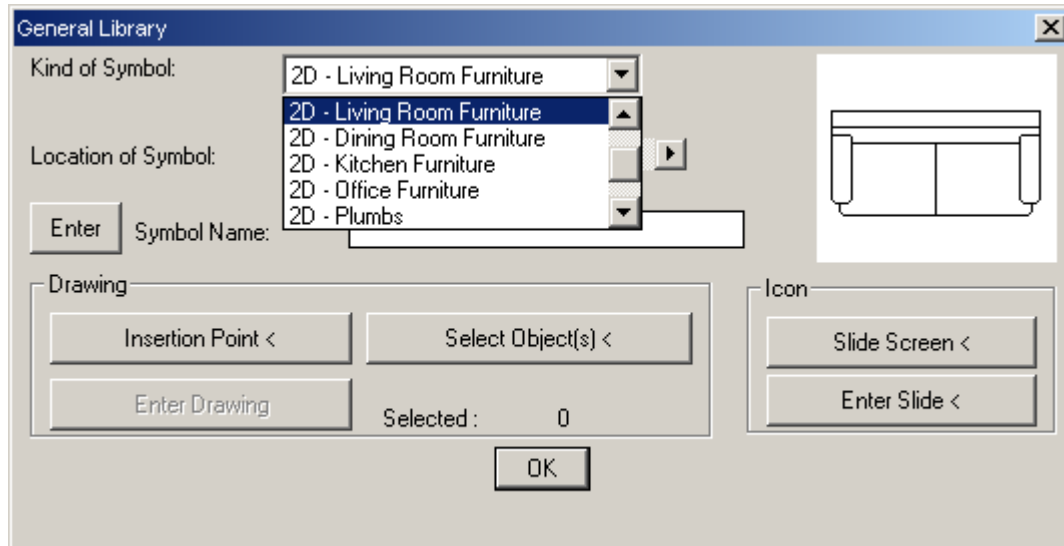 General Library
Kind of Symbol:
2D - Living Room Furniture
2D - Living Room Furniture
2D - Dining Room Furniture
2D - Kitchen Furniture
2D - Office Furniture
2D - Plumbs
Location of Symbol:
Enter
Symbol Name:
Drawing
Insertion Point <
Select Object(s) <
Enter Drawing
Selected :
0
Icon
Slide Screen <
Enter Slide <
OK